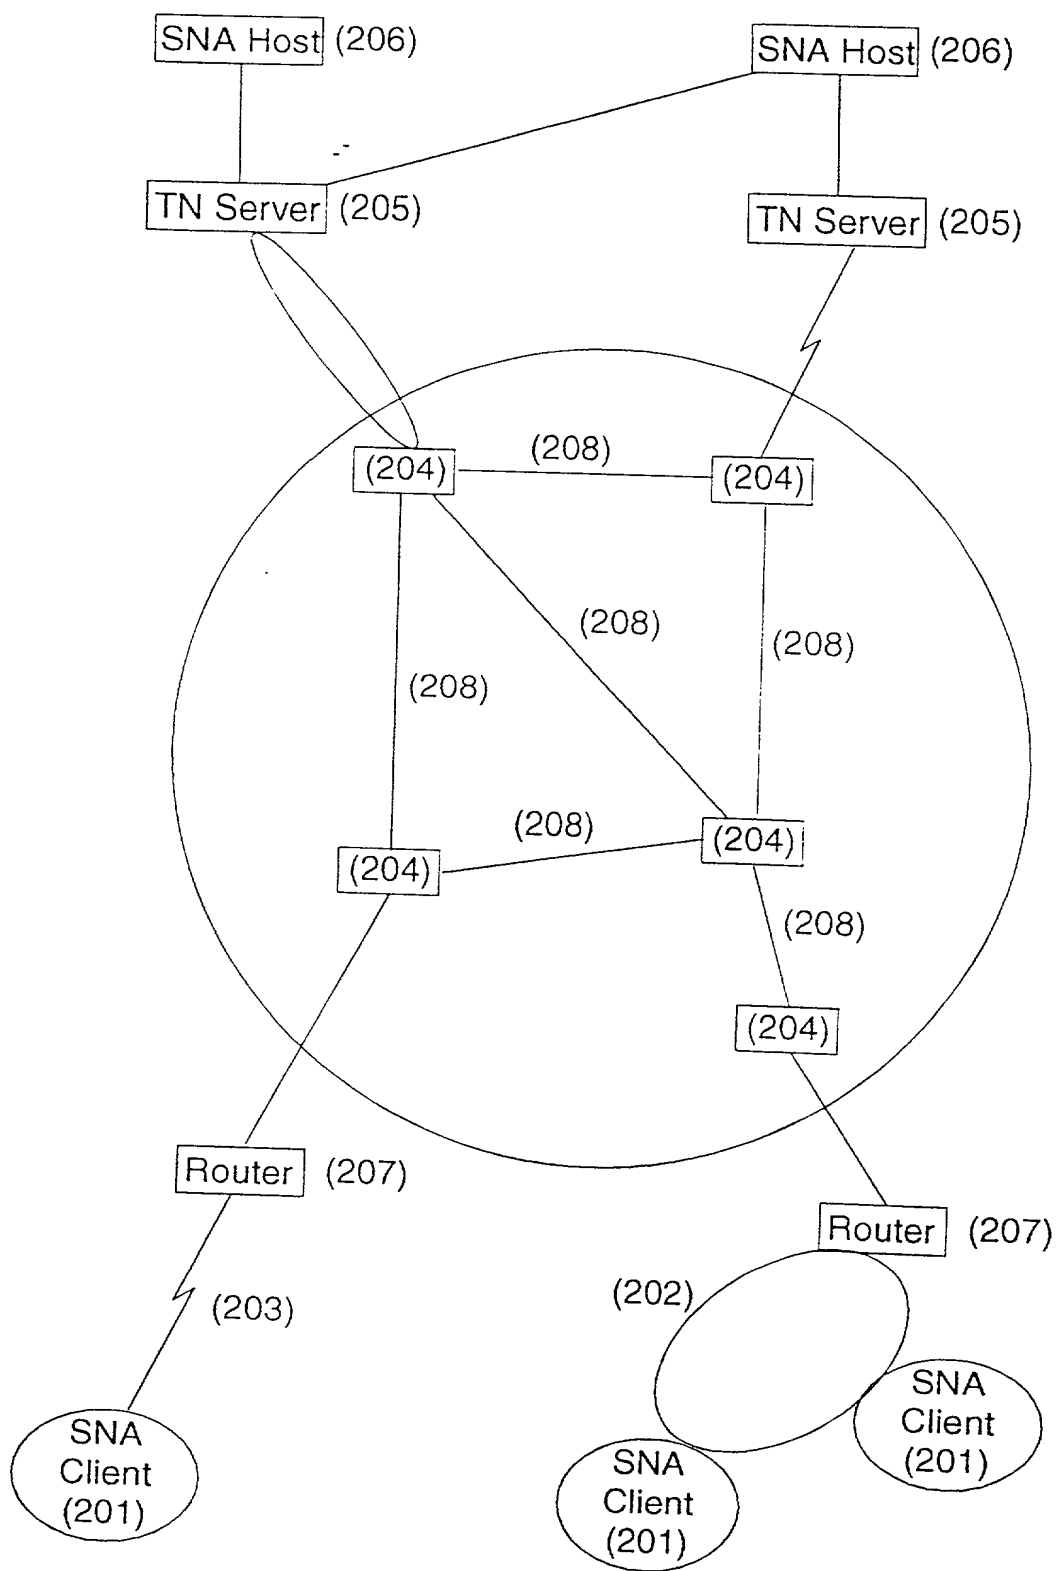 SNA Host (206)
SNA Host (206)
TN Server (205)
TN Server (205)
(208)
(204)
(204)
(208)
(208)
(208)
(208)
(204)
(204)
(208)
(204)
Router (207)
Router (207)
(202)
(203)
SNA
Client
(201)
SNA
Client
(201)
SNA
Client
(201)